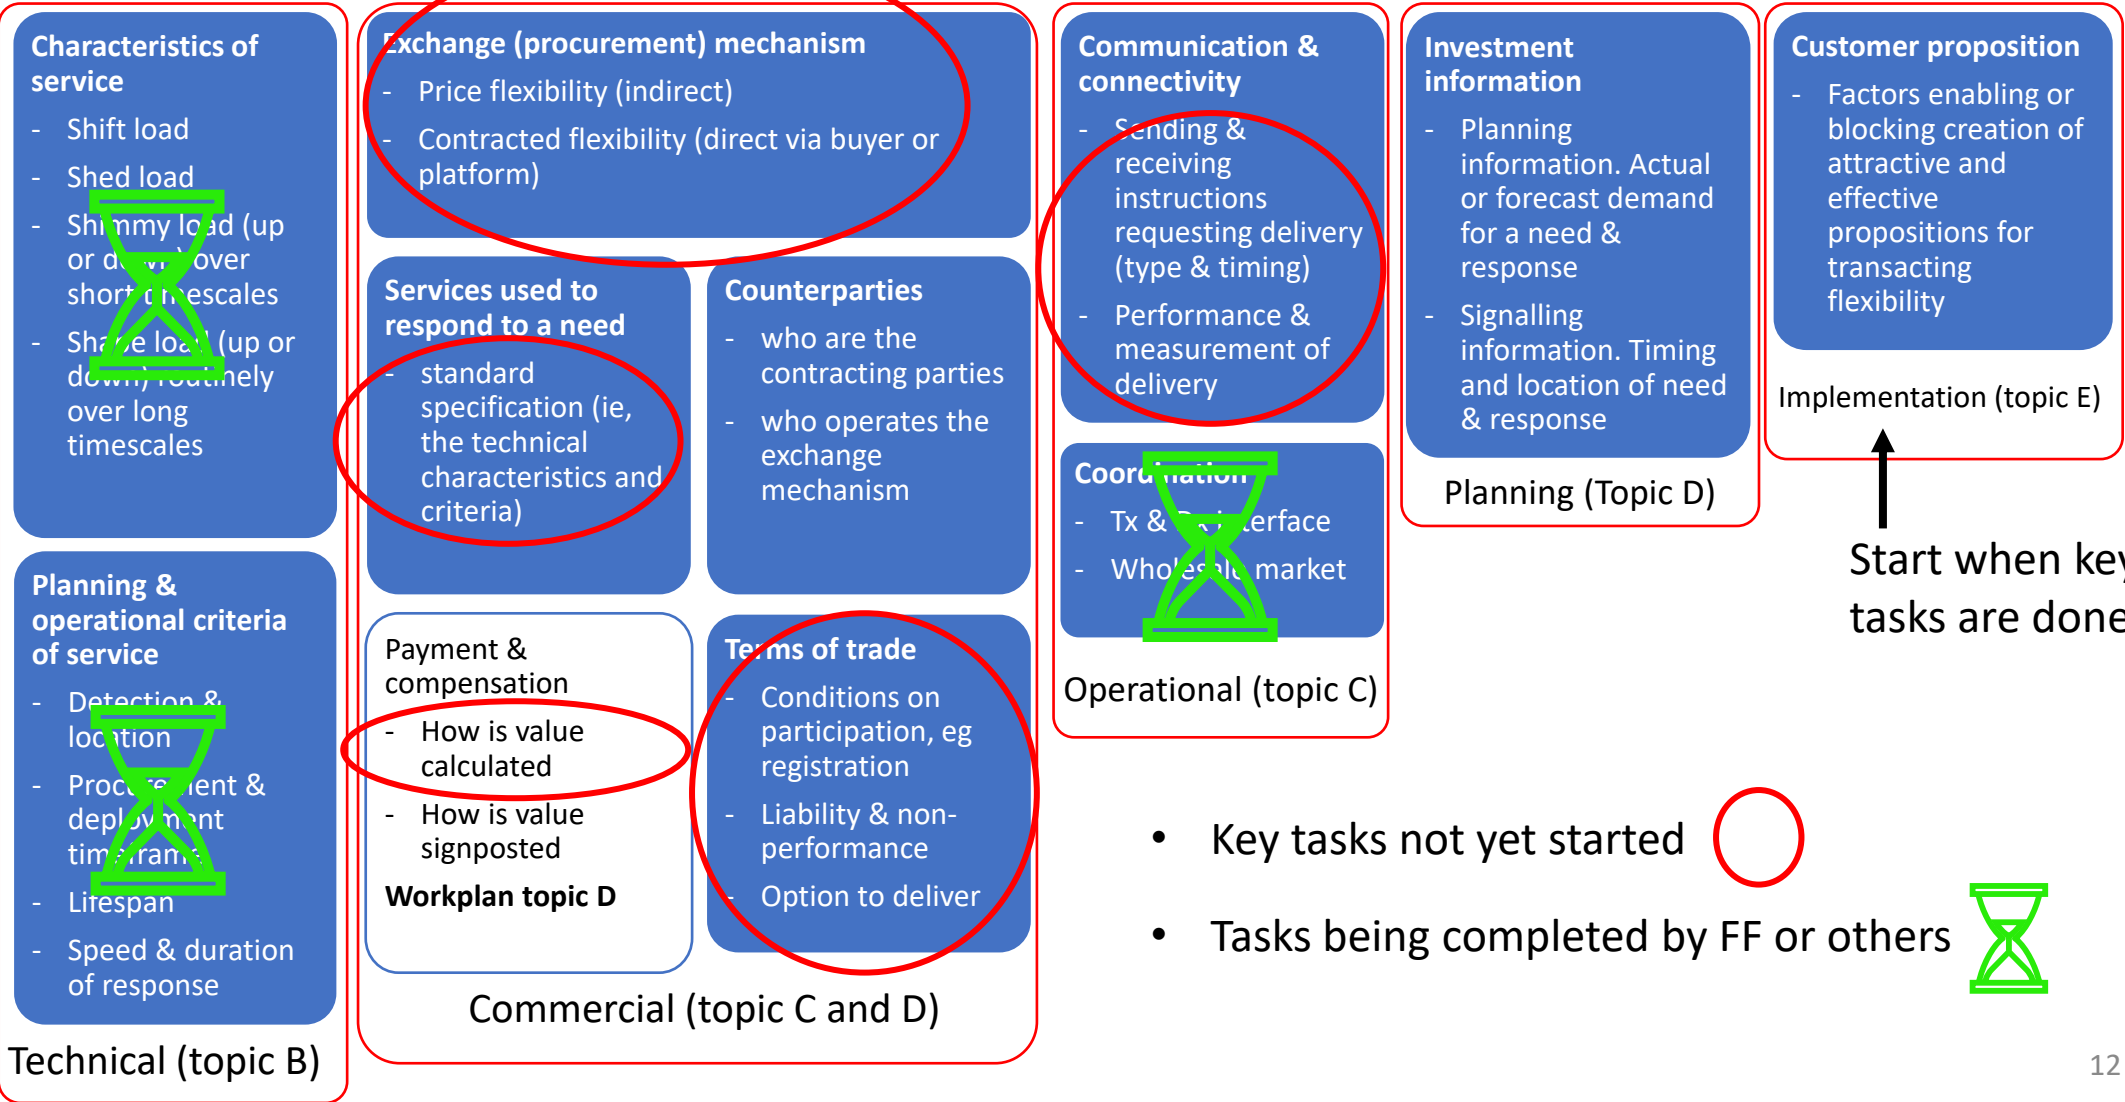 Characteristics of
service
- Shift load
- Shed load
- Shimmy load (up
or down) over
short timescales
- Shape load (up or
down) routinely
over long
timescales
Planning &
operational criteria
of service
- Detection &
location
- Procurement &
deployment
timeframe
- Lifespan
- Speed & duration
of response
Technical (topic B)
Exchange (procurement) mechanism
- Price flexibility (indirect)
- Contracted flexibility (direct via buyer or
platform)
Services used to
respond to a need
- standard
specification (ie,
the technical
characteristics and
criteria)
Counterparties
- who are the
contracting parties
- who operates the
exchange
mechanism
Payment &
compensation
- How is value
calculated
- How is value
signposted
Workplan topic D
Terms of trade
- Conditions on
participation, eg
registration
- Liability & non-
performance
- Option to deliver
Commercial (topic C and D)
Communication &
connectivity
- Sending &
receiving
instructions
requesting delivery
(type & timing)
- Performance &
measurement of
delivery
Coordination
- Tx & Dx interface
- Wholesale market
Operational (topic C)
Investment
information
- Planning
information. Actual
or forecast demand
for a need &
response
- Signalling
information. Timing
and location of need
& response
Planning (Topic D)
Customer proposition
- Factors enabling or
blocking creation of
attractive and
effective
propositions for
transacting
flexibility
Implementation (topic E)
Start when key
tasks are done
• Key tasks not yet started
• Tasks being completed by FF or others
12